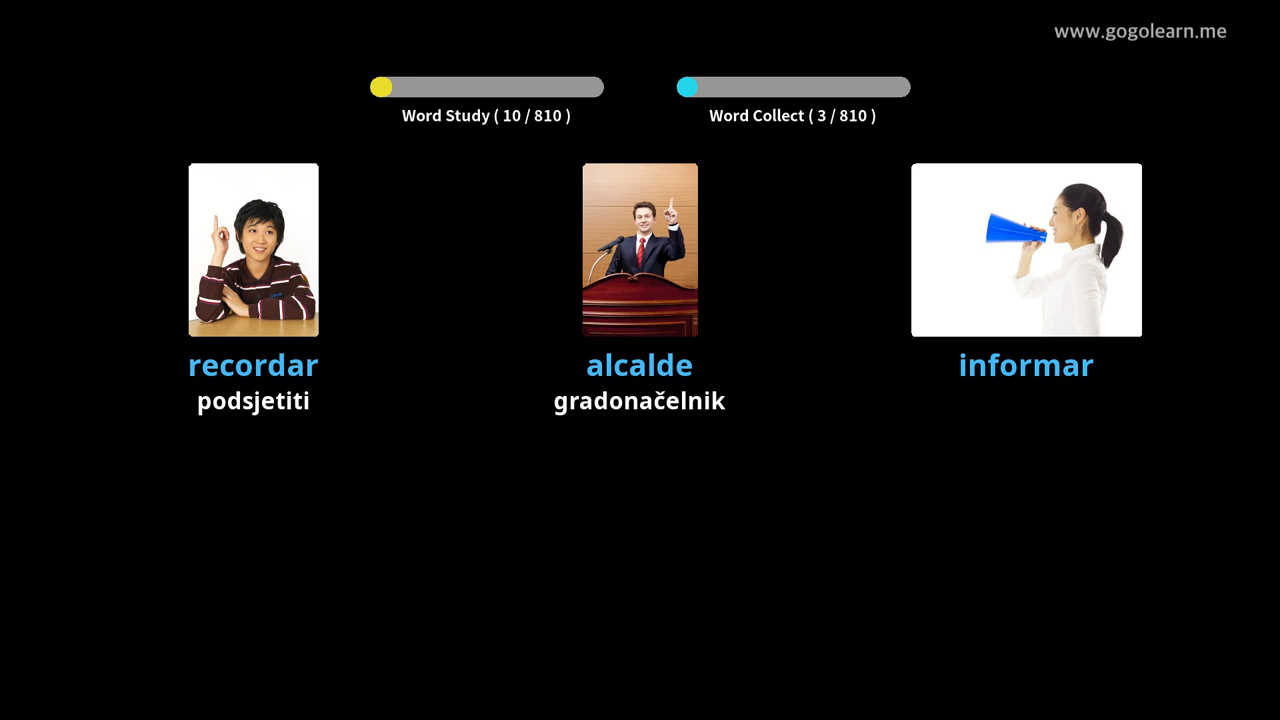 www.gogolearn.me
Word Study ( 10 / 810 )
Word Collect ( 3 / 810 )
recordar
podsjetiti
alcalde
gradonačelnik
informar